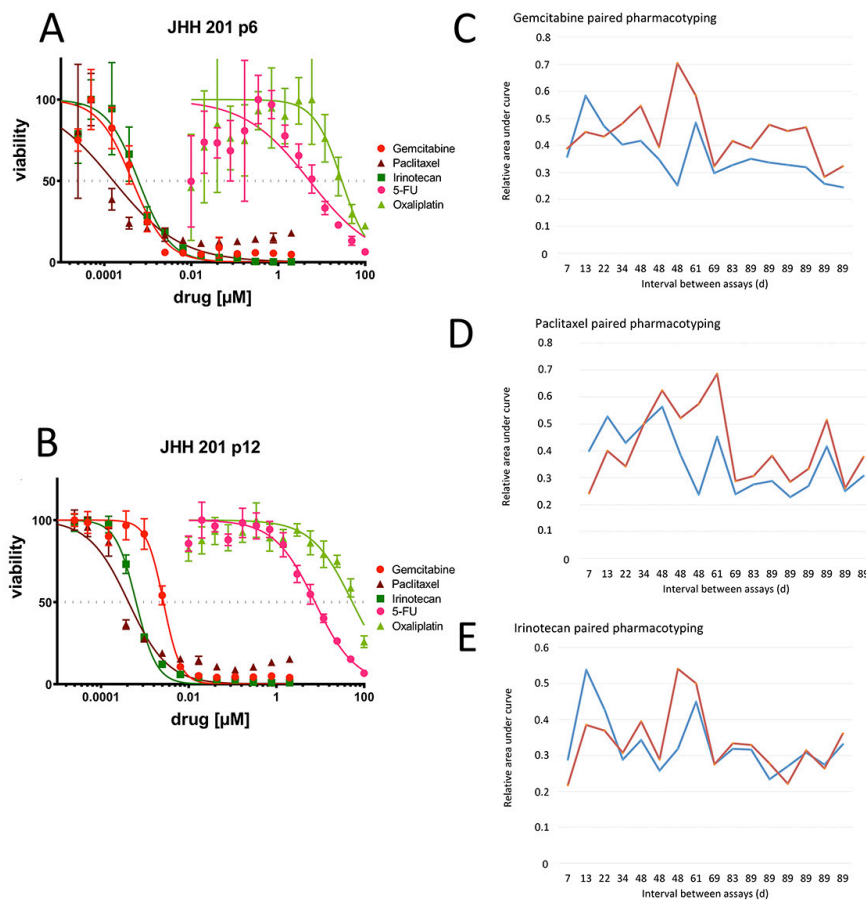 A
JHH 201 p6
viability
100
50
0
0.0001
0.01
1
100
drug [µM]
Gemcitabine
Paclitaxel
Irinotecan
5-FU
Oxaliplatin
B
JHH 201 p12
viability
100
50
0
0.0001
0.01
1
100
drug [µM]
Gemcitabine
Paclitaxel
Irinotecan
5-FU
Oxaliplatin
C
Gemcitabine paired pharmacotyping
Relative area under curve
0.8
0.7
0.6
0.5
0.4
0.3
0.2
0.1
0
7 13 22 34 48 48 48 61 69 83 89 89 89 89 89 89
Interval between assays (d)
D
Paclitaxel paired pharmacotyping
Relative area under curve
0.8
0.7
0.6
0.5
0.4
0.3
0.2
0.1
0
7 13 22 34 48 48 48 61 69 83 89 89 89 89 89 89
Interval between assays (d)
E
Irinotecan paired pharmacotyping
Relative area under curve
0.6
0.5
0.4
0.3
0.2
0.1
0
7 13 22 34 48 48 48 61 69 83 89 89 89 89 89 89
Interval between assays (d)